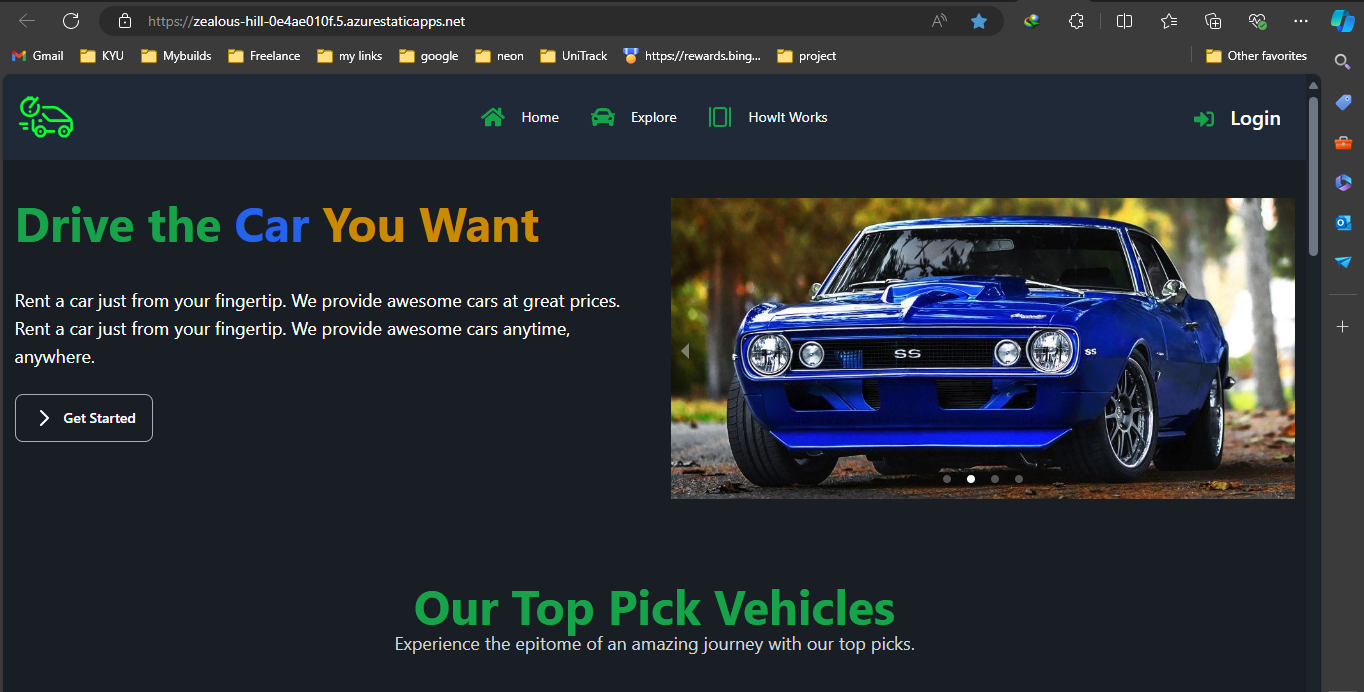 https://zealous-hill-0e4ae010f.5.azurestaticapps.net
Gmail KYU Mybuilds Freelance my links google neon UniTrack https://rewards.bing... project Other favorites
Home Explore HowIt Works Login
Drive the Car You Want
Rent a car just from your fingertip. We provide awesome cars at great prices.
Rent a car just from your fingertip. We provide awesome cars anytime,
anywhere.
Get Started
SS
SS
Our Top Pick Vehicles
Experience the epitome of an amazing journey with our top picks.